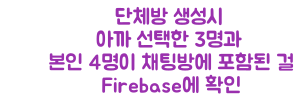 단체방 생성시
아까 선택한 3명과
본인 4명이 채팅방에 포함된 걸
Firebase에 확인